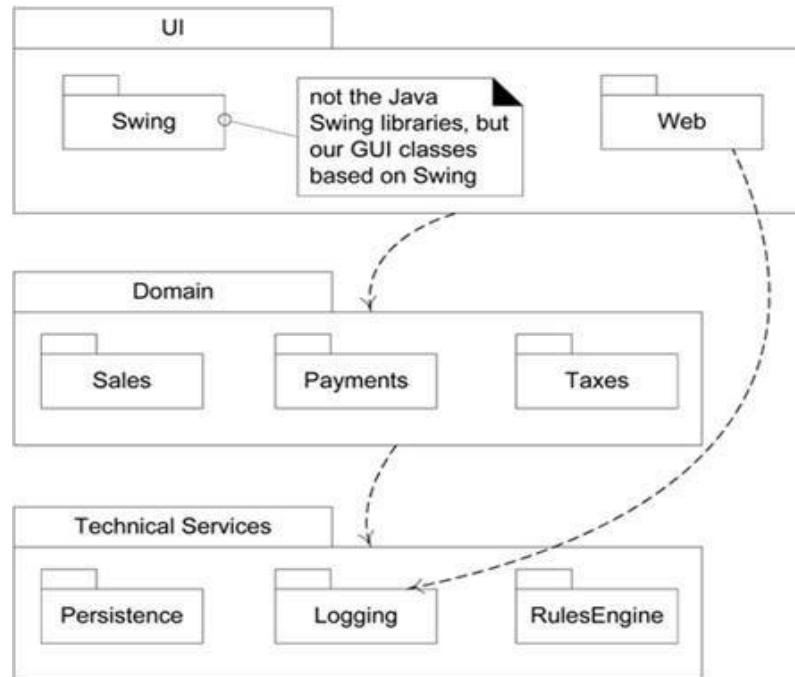 UI
Swing
not the Java
Swing libraries, but
our GUI classes
based on Swing
Web
Domain
Sales
Payments
Taxes
Technical Services
Persistence
Logging
RulesEngine